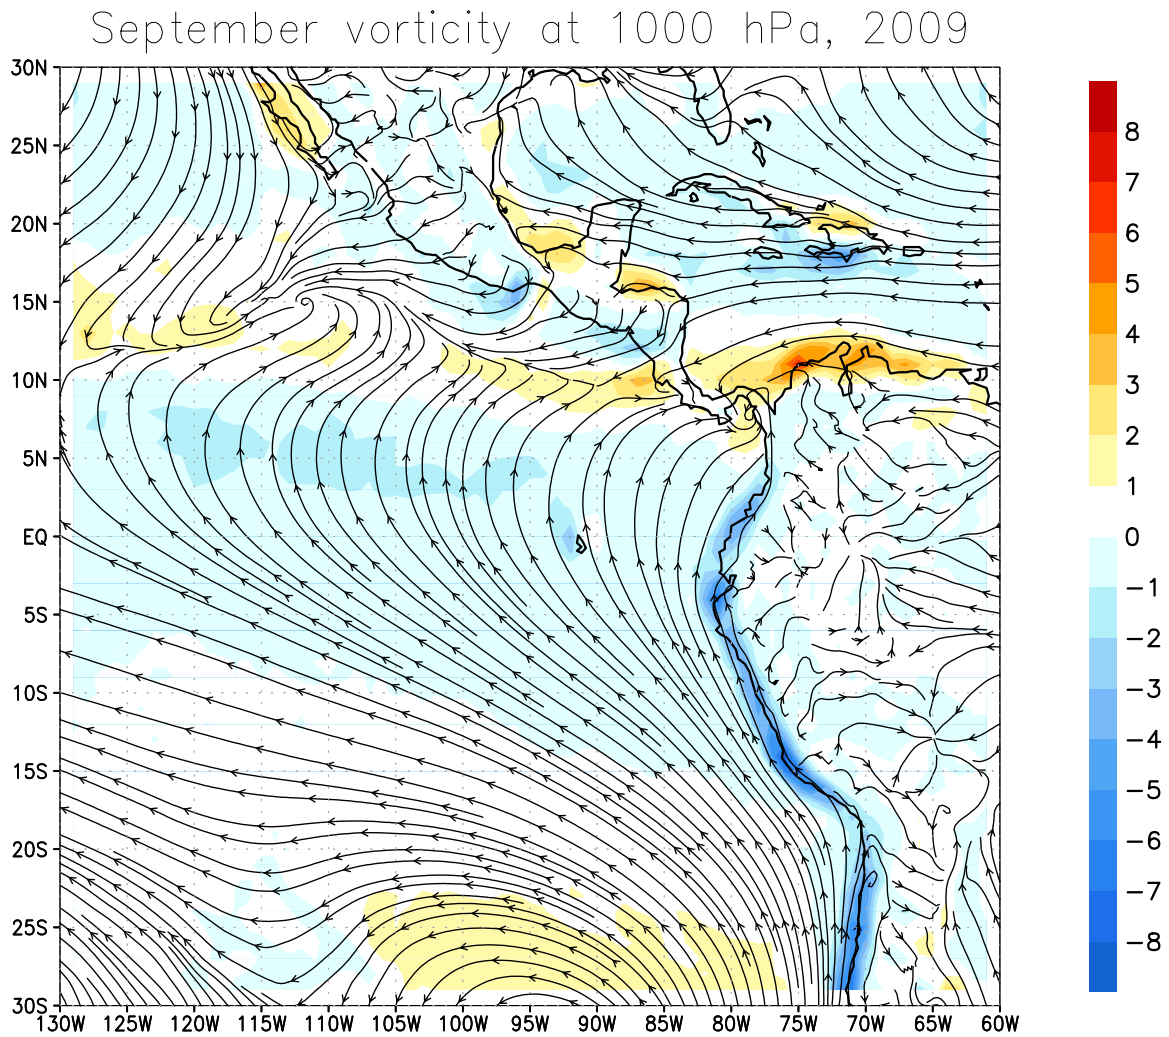 September vorticity at 1000 hPa, 2009
30N
25N
20N
15N
10N
5N
EQ
5S
10S
15S
20S
25S
30S
130W 125W 120W 115W 110W 105W 100W 95W 90W 85W 80W 75W 70W 65W 60W
8
7
6
5
4
3
2
1
0
−1
−2
−3
−4
−5
−6
−7
−8